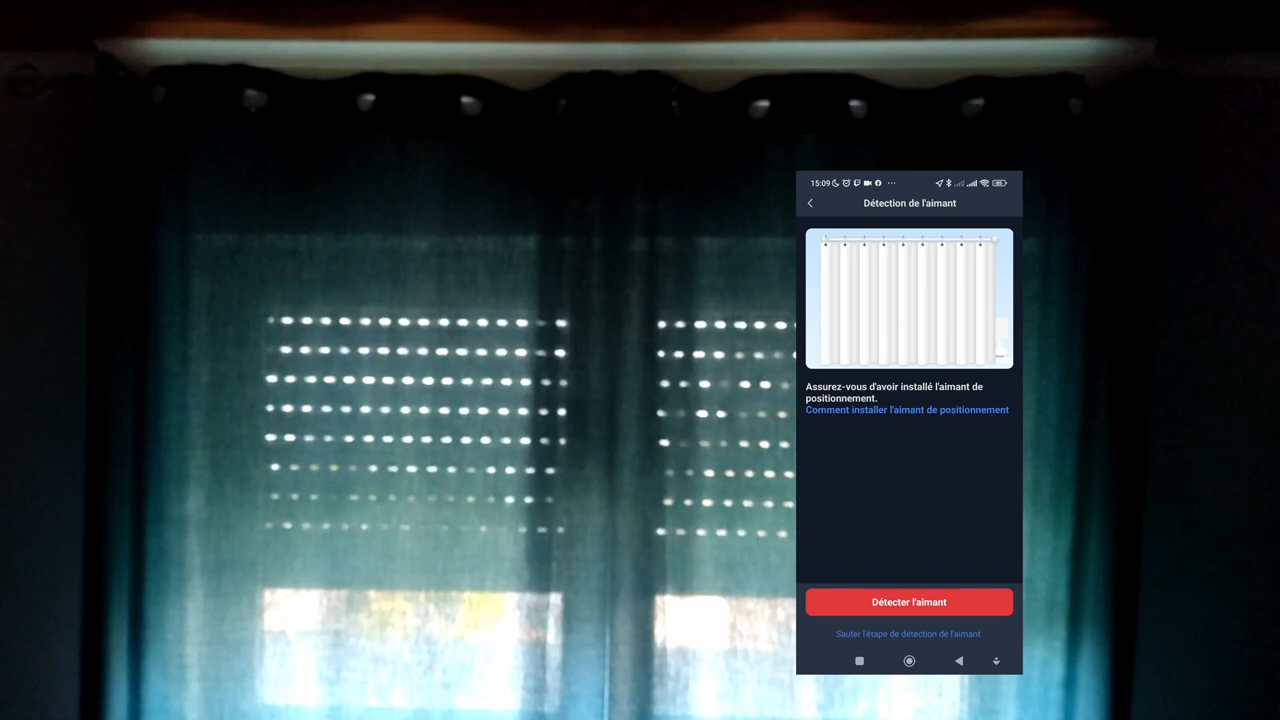 15:09
Détection de l'aimant
Assurez-vous d'avoir installé l'aimant de
positionnement.
Comment installer l'aimant de positionnement
Détecter l'aimant
Sauter l'étape de détection de l'aimant